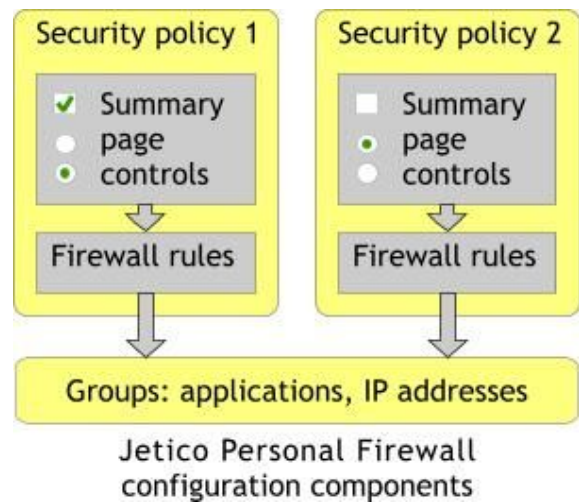 Security policy 1
Summary
page
controls
Firewall rules
Security policy 2
Summary
page
controls
Firewall rules
Groups: applications, IP addresses
Jetico Personal Firewall
configuration components